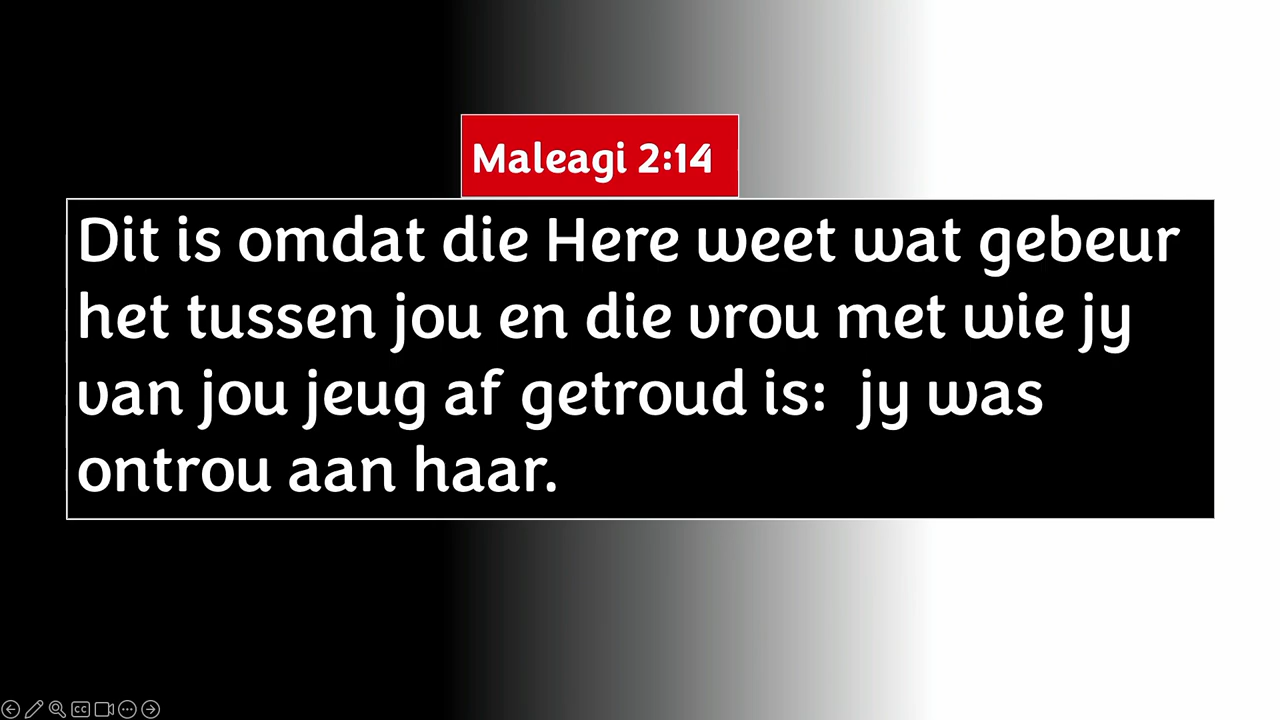 Maleagi 2:14
Dit is omdat die Here weet wat gebeur
het tussen jou en die vrou met wie jy
van jou jeug af getroud is:  jy was
ontrou aan haar.
CC